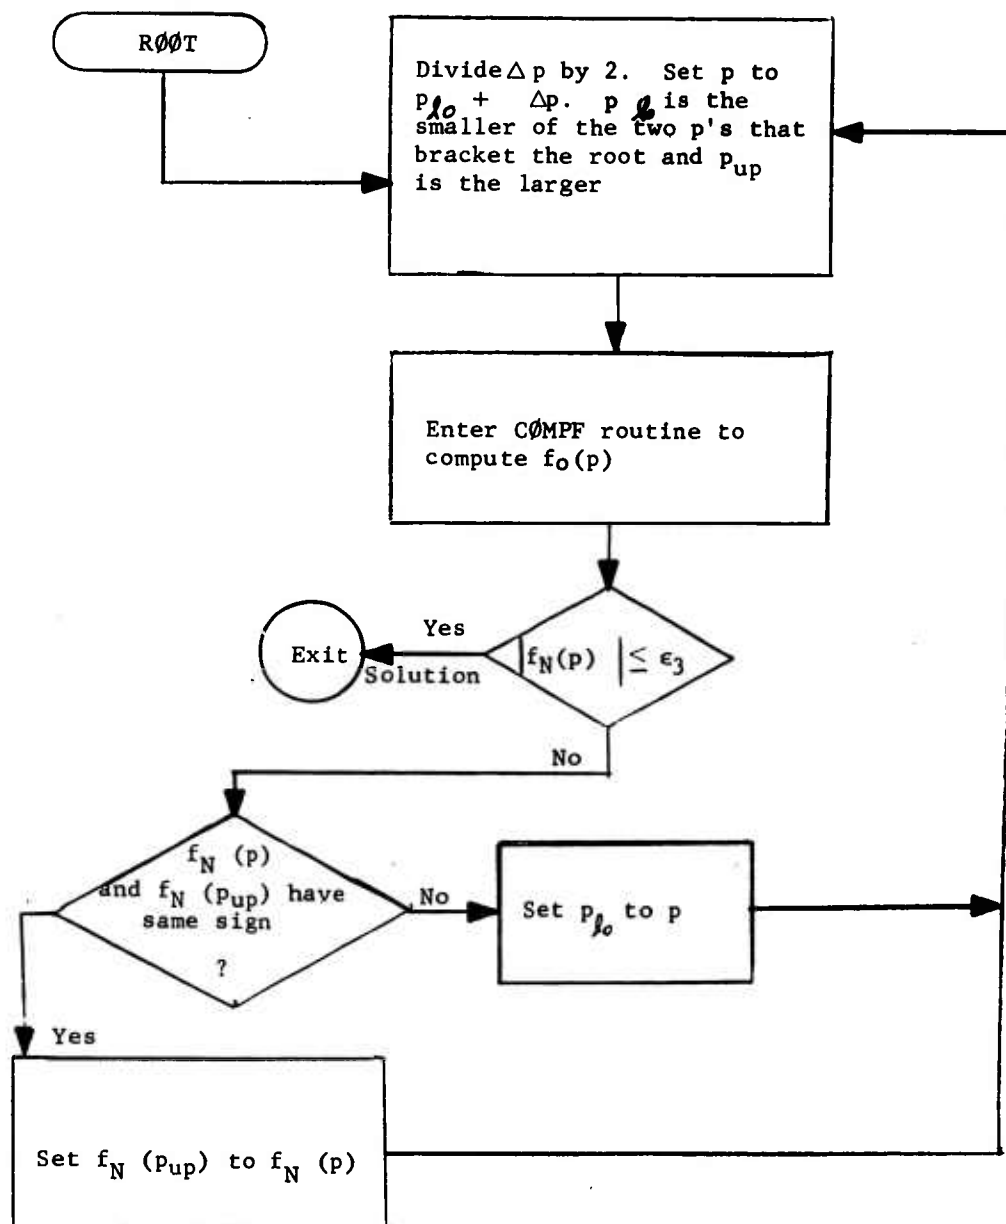 RØØT
Divide Δp by 2. Set p to
p_lo + Δp. p_lo is the
smaller of the two p's that
bracket the root and p_up
is the larger
Enter CØMPF routine to
compute f_o(p)
Yes
Exit
Solution
|f_N(p)| ≤ ε_3
No
f_N (p)
and f_N (p_up) have
same sign
?
No
Set p_lo to p
Yes
Set f_N (p_up) to f_N (p)